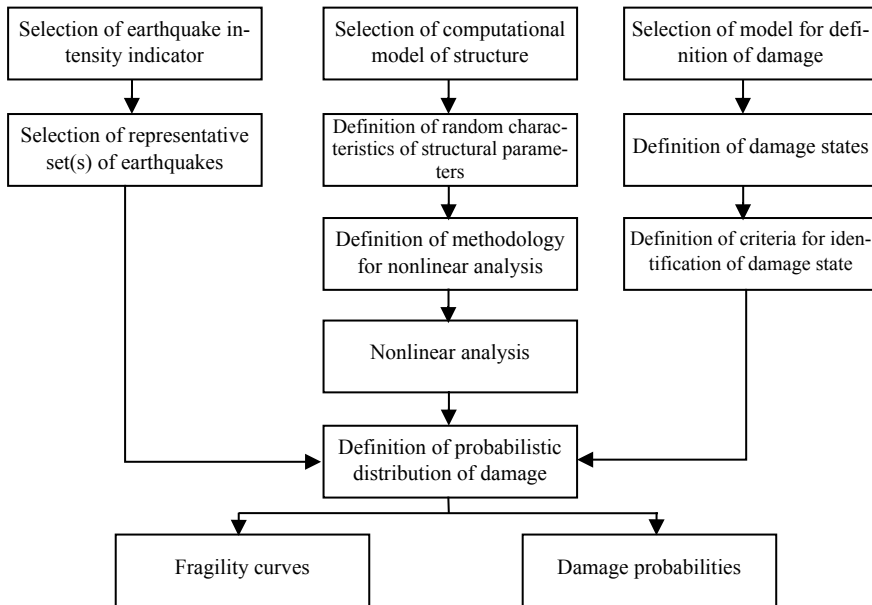 Selection of earthquake in-
tensity indicator
Selection of computational
model of structure
Selection of model for defi-
nition of damage
Selection of representative
set(s) of earthquakes
Definition of random charac-
teristics of structural parame-
ters
Definition of damage states
Definition of methodology
for nonlinear analysis
Definition of criteria for iden-
tification of damage state
Nonlinear analysis
Definition of probabilistic
distribution of damage
Fragility curves
Damage probabilities